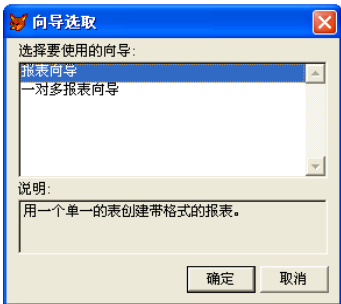 向导选取
选择要使用的向导:
报表向导
一对多报表向导
说明:
用一个单一的表创建带格式的报表。
确定
取消